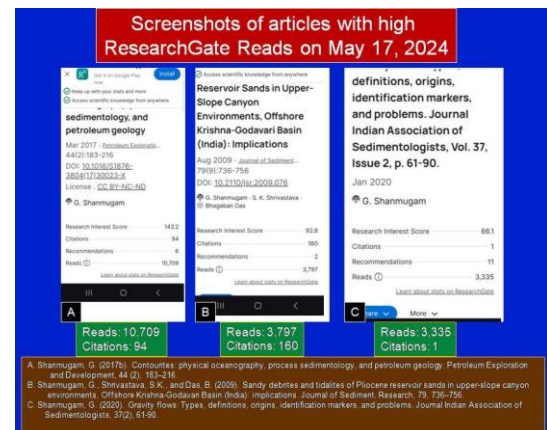 Screenshots of articles with high
ResearchGate Reads on May 17, 2024
Get it on Google Play
Install
Keep up with your stats and more
Access scientific knowledge from anywhere
sedimentology, and
petroleum geology
Mar 2017 · Petroleum Exploratio...
44(2):183-216
DOI: 10.1016/S1876-
3804(17)30023-X
License · CC BY-NC-ND
G. Shanmugam
Research Interest Score 143.2
Citations 94
Recommendations 6
Reads 10,709
Learn about stats on ResearchGate
A
Access scientific knowledge from anywhere
Reservoir Sands in Upper-
Slope Canyon
Environments, Offshore
Krishna-Godavari Basin
(India): Implications
Aug 2009 · Journal of Sediment...
79(9):736-756
DOI: 10.2110/jsr.2009.076
G. Shanmugam · S. K. Shrivastava ·
Bhagaban Das
Research Interest Score 92.8
Citations 160
Recommendations 2
Reads 3,797
Learn about stats on ResearchGate
B
definitions, origins,
identification markers,
and problems. Journal
Indian Association of
Sedimentologists, Vol. 37,
Issue 2, p. 61-90.
Jan 2020
G. Shanmugam
Research Interest Score 66.1
Citations 1
Recommendations 11
Reads 3,335
Learn about stats on ResearchGate
More
C
Reads: 10,709
Citations: 94
Reads: 3,797
Citations: 160
Reads: 3,335
Citations: 1
A. Shanmugam, G. (2017b). Contourites: physical oceanography, process sedimentology, and petroleum geology. Petroleum Exploration
and Development, 44 (2), 183–216.
B. Shanmugam, G., Shrivastava, S.K., and Das, B. (2009). Sandy debrites and tidalites of Pliocene reservoir sands in upper-slope canyon
environments, Offshore Krishna-Godavari Basin (India): implications. Journal of Sediment. Research, 79, 736–756.
C. Shanmugam, G. (2020). Gravity flows: Types, definitions, origins, identification markers, and problems. Journal Indian Association of
Sedimentologists, 37(2), 61-90.